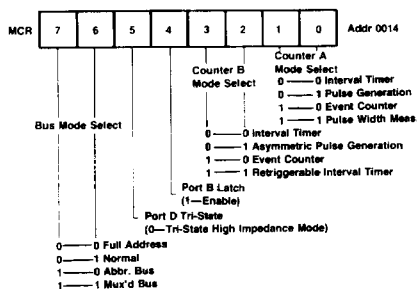 MCR 7 6 5 4 3 2 1 0 Addr 0014
Counter A
Mode Select
0 0 Interval Timer
0 1 Pulse Generation
1 0 Event Counter
1 1 Pulse Width Meas.
Counter B
Mode Select
0 0 Interval Timer
0 1 Asymmetric Pulse Generation
1 0 Event Counter
1 1 Retriggerable Interval Timer
Port B Latch
(1—Enable)
Port D Tri-State
(0—Tri-State High Impedance Mode)
Bus Mode Select
0 0 Full Address
0 1 Normal
1 0 Abbr. Bus
1 1 Mux'd Bus